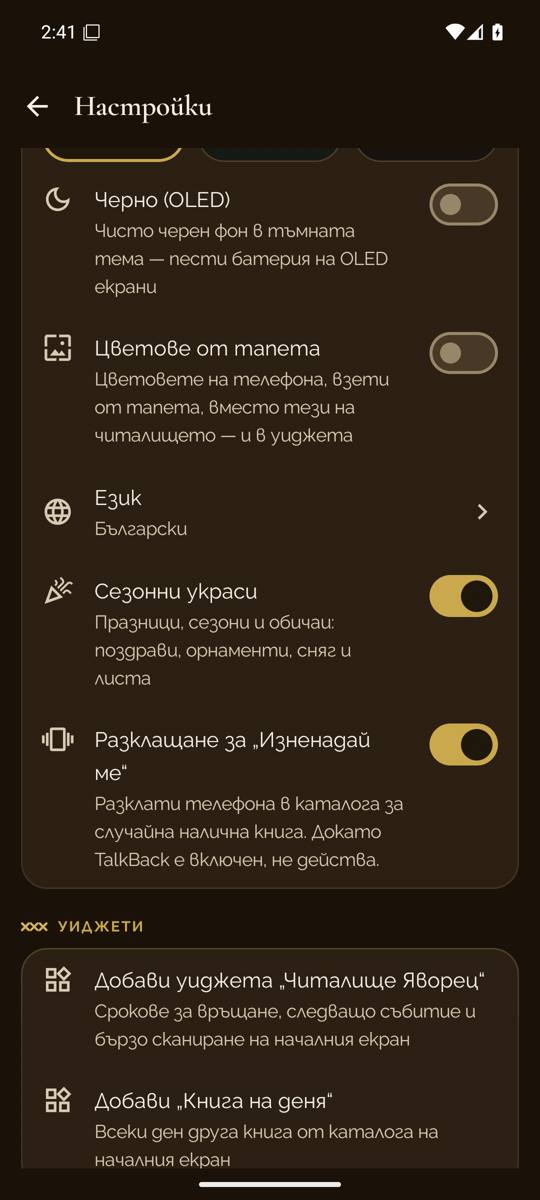 2:41
Настройки
Черно (OLED)
Чисто черен фон в тъмната
тема — пести батерия на OLED
екрани
Цветове от тапета
Цветовете на телефона, взети
от тапета, вместо тези на
читалището — и в уиджета
Език
Български
Сезонни украси
Празници, сезони и обичаи:
поздрави, орнаменти, сняг и
листа
Разклащане за „Изненадай
ме“
Разклати телефона в каталога за
случайна налична книга. Докато
TalkBack е включен, не действа.
УИДЖЕТИ
Добави уиджета „Читалище Яворец“
Срокове за връщане, следващо събитие и
бързо сканиране на началния екран
Добави „Книга на деня“
Всеки ден друга книга от каталога на
началния екран